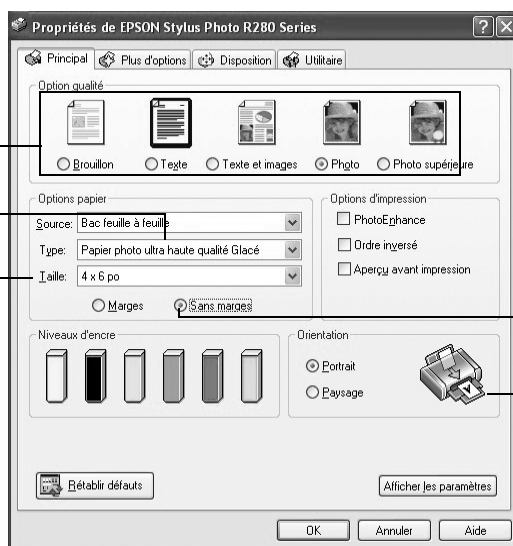 Propriétés de EPSON Stylus Photo R280 Series
Principal Plus d'options Disposition Utilitaire
Option qualité
Brouillon Texte Texte et images Photo Photo supérieure
Options papier
Source: Bac feuille à feuille
Type: Papier photo ultra haute qualité Glacé
Taille: 4 x 6 po
Marges Sans marges
Options d'impression
PhotoEnhance
Ordre inversé
Aperçu avant impression
Niveaux d'encre
Orientation
Portrait
Paysage
Rétablir défauts
Afficher les paramètres
OK Annuler Aide